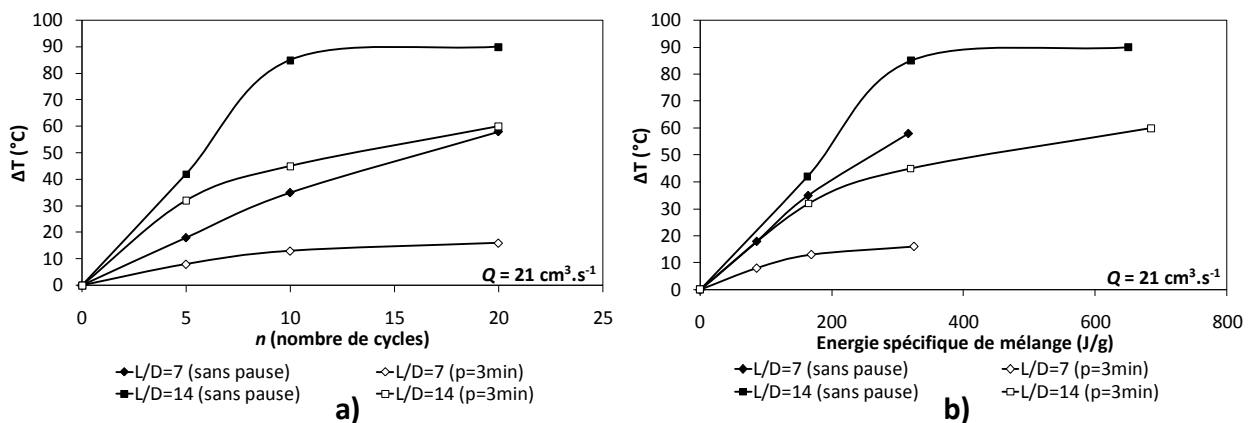 100
90
80
70
60
50
40
30
20
10
0
ΔT (°C)
0 5 10 15 20 25
n (nombre de cycles)
Q = 21 cm³.s⁻¹
L/D=7 (sans pause) L/D=7 (p=3min)
L/D=14 (sans pause) L/D=14 (p=3min)
a)
100
90
80
70
60
50
40
30
20
10
0
ΔT (°C)
0 200 400 600 800
Energie spécifique de mélange (J/g)
Q = 21 cm³.s⁻¹
L/D=7 (sans pause) L/D=7 (p=3min)
L/D=14 (sans pause) L/D=14 (p=3min)
b)